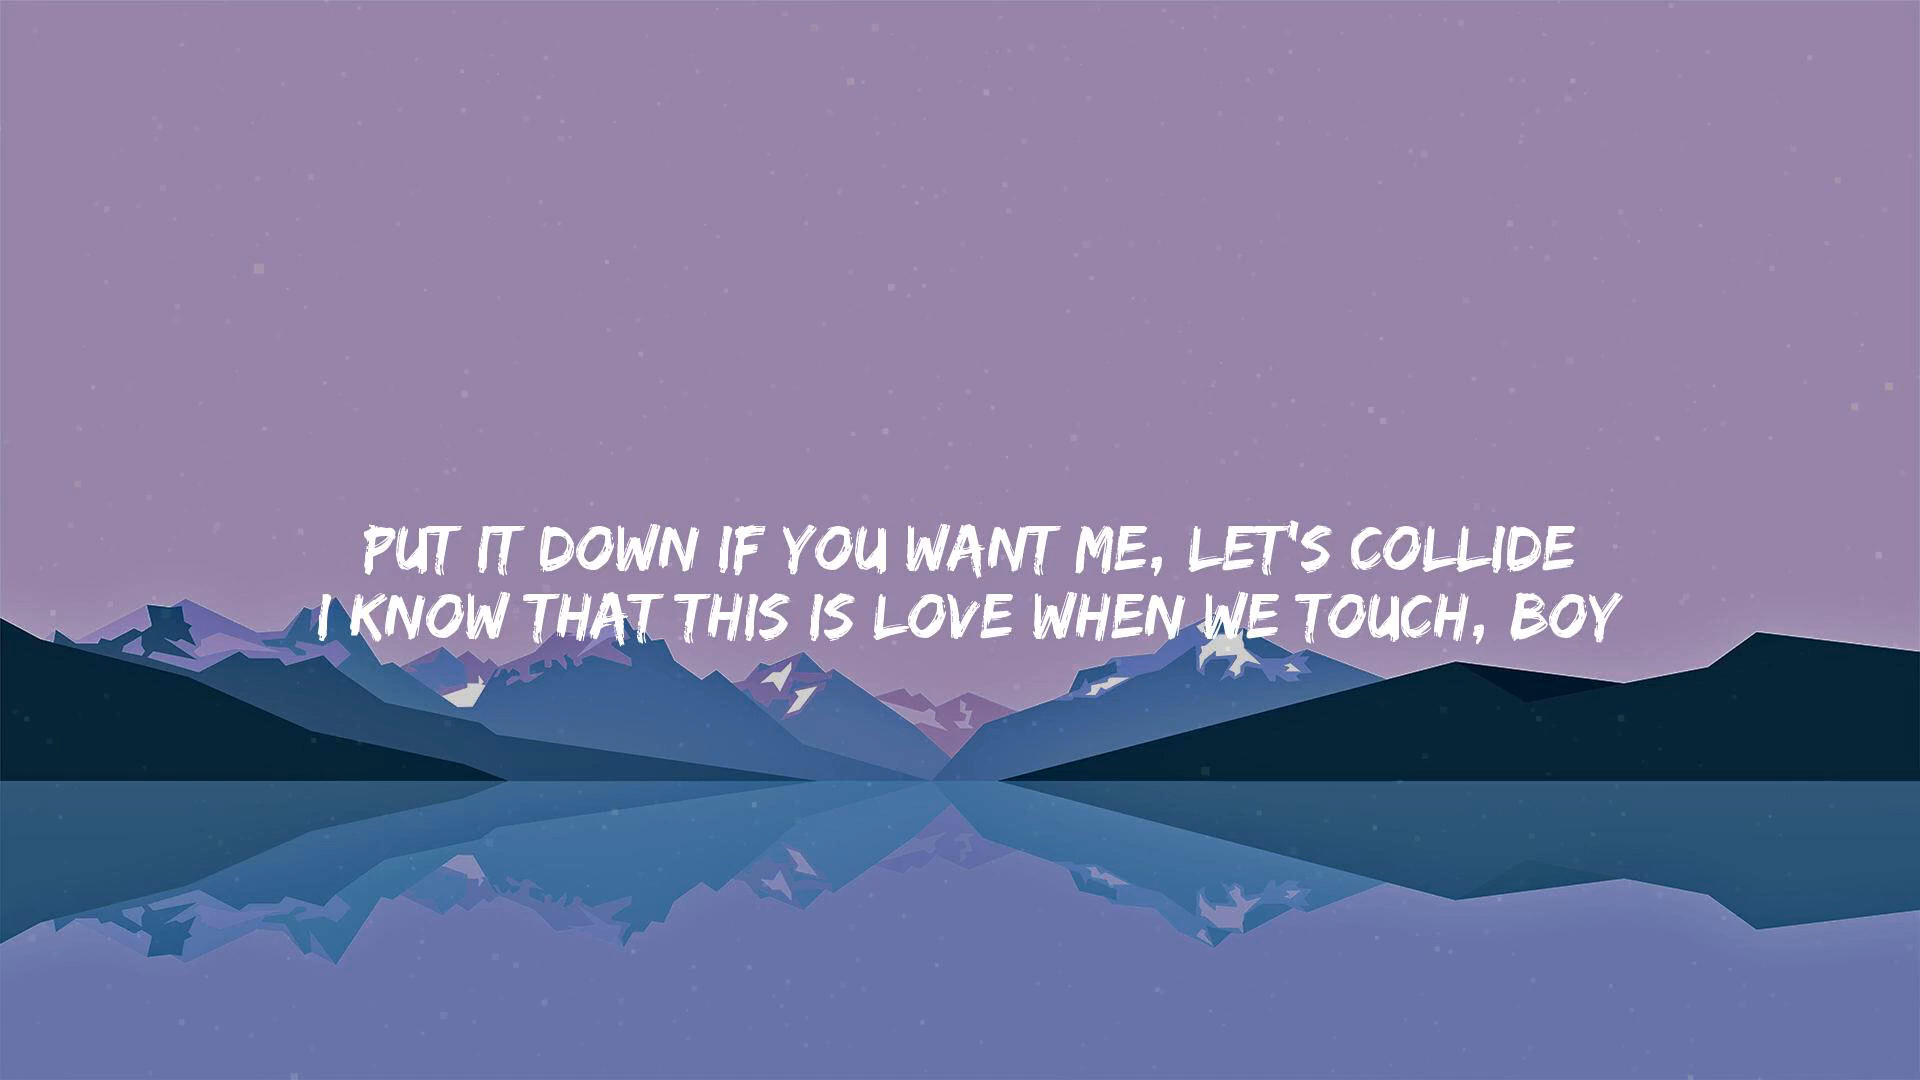 PUT IT DOWN IF YOU WANT ME, LET'S COLLIDE
I KNOW THAT THIS IS LOVE WHEN WE TOUCH, BOY